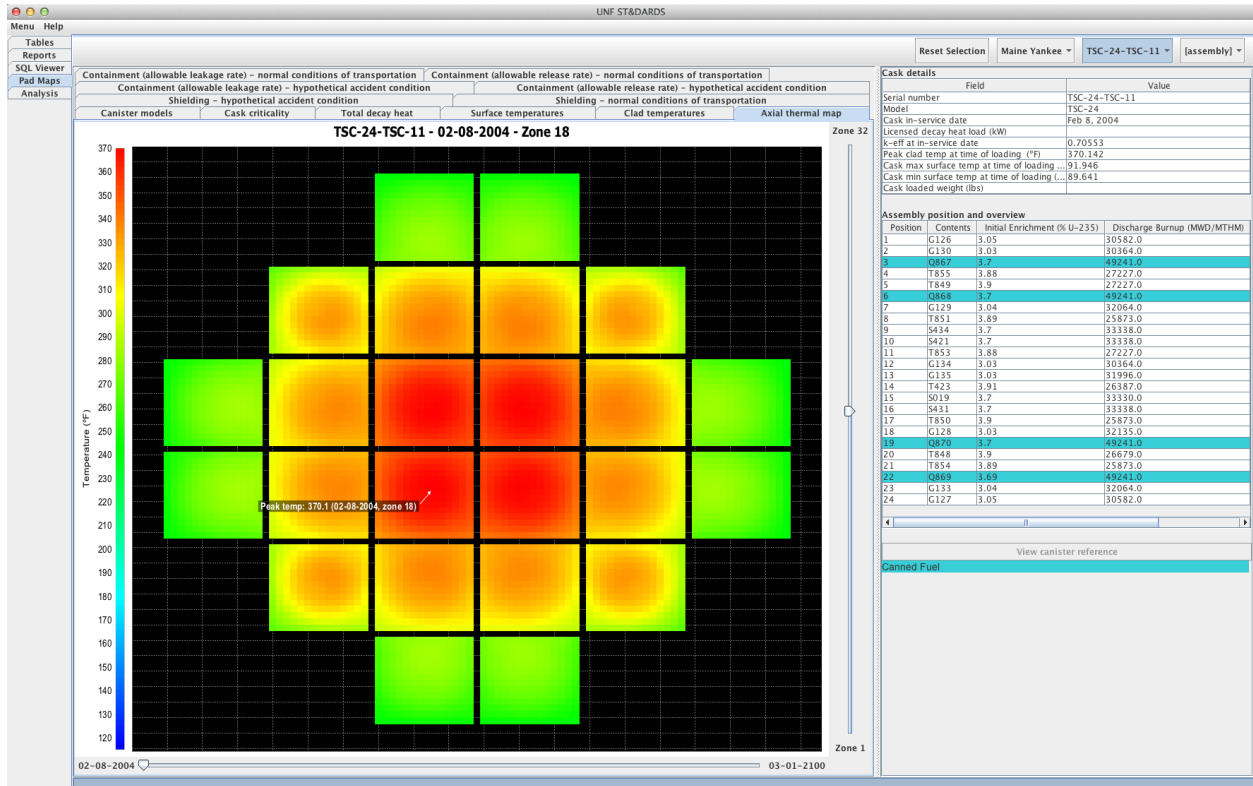 UNF ST&DARDS
Menu Help
Tables
Reports
SQL Viewer
Pad Maps
Analysis
Reset Selection Maine Yankee TSC-24-TSC-11 [assembly]
Containment (allowable leakage rate) - normal conditions of transportation Containment (allowable release rate) - normal conditions of transportation
Containment (allowable leakage rate) - hypothetical accident condition Containment (allowable release rate) - hypothetical accident condition
Shielding - hypothetical accident condition Shielding - normal conditions of transportation
Canister models Cask criticality Total decay heat Surface temperatures Clad temperatures Axial thermal map
TSC-24-TSC-11 - 02-08-2004 - Zone 18
Zone 32
370
360
350
340
330
320
310
300
290
280
270
260
250
240
230
220
210
200
190
180
170
160
150
140
130
120
Temperature (ºF)
Peak temp: 370.1 (02-08-2004, zone 18)
Zone 1
02-08-2004 03-01-2100
Cask details
Field Value
Serial number TSC-24-TSC-11
Model TSC-24
Cask in-service date Feb 8, 2004
Licensed decay heat load (kW)
k-eff at in-service date 0.70553
Peak clad temp at time of loading (ºF) 370.142
Cask max surface temp at time of loading ... 91.946
Cask min surface temp at time of loading (... 89.641
Cask loaded weight (lbs)
Assembly position and overview
Position Contents Initial Enrichment (% U-235) Discharge Burnup (MWD/MTHM)
1 G126 3.05 30582.0
2 G130 3.03 30364.0
3 Q867 3.7 49241.0
4 T855 3.88 27227.0
5 T849 3.9 27227.0
6 Q868 3.7 49241.0
7 G129 3.04 32064.0
8 T851 3.89 25873.0
9 S434 3.7 33338.0
10 S421 3.7 33338.0
11 T853 3.88 27227.0
12 G134 3.03 30364.0
13 G135 3.03 31996.0
14 T423 3.91 26387.0
15 S019 3.7 33330.0
16 S431 3.7 33338.0
17 T850 3.9 25873.0
18 G128 3.03 32135.0
19 Q870 3.7 49241.0
20 T848 3.9 26679.0
21 T854 3.89 25873.0
22 Q869 3.69 49241.0
23 G133 3.04 32064.0
24 G127 3.05 30582.0
View canister reference
Canned Fuel